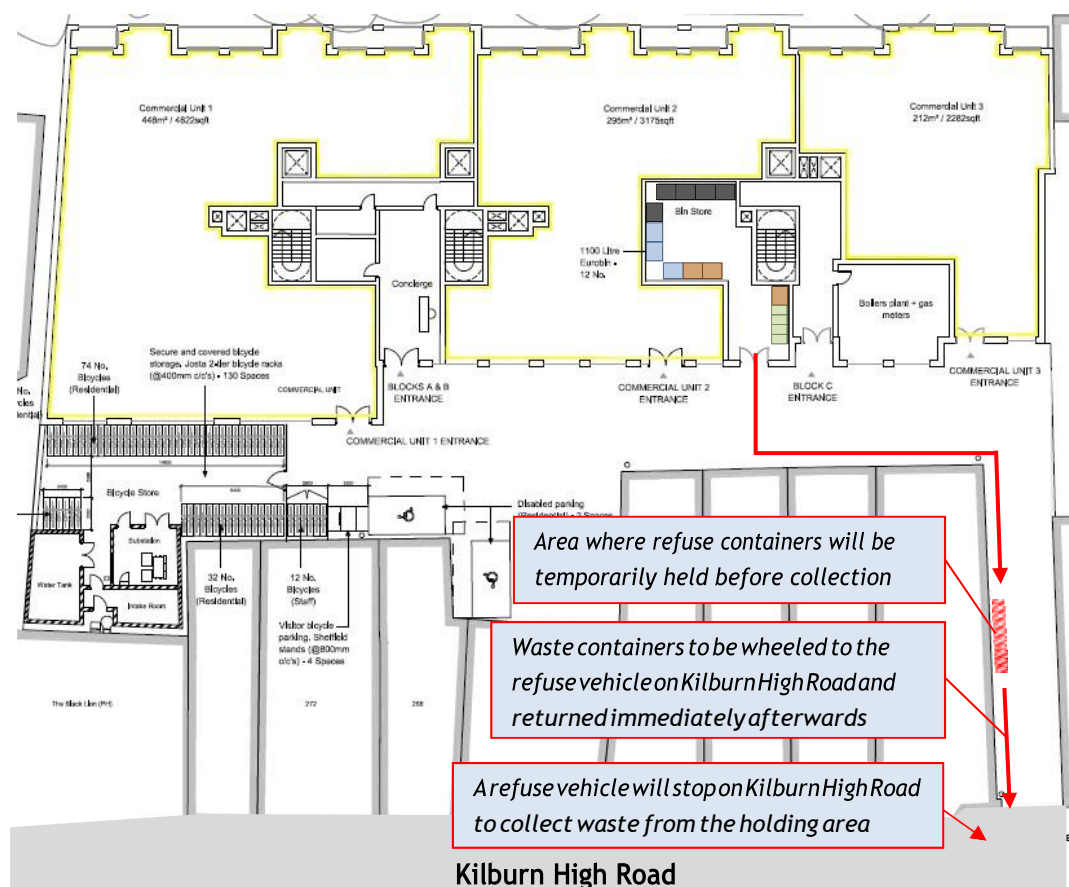 Commercial Unit 1
448m² / 4822sqft
Commercial Unit 2
295m² / 3175sqft
Commercial Unit 3
212m² / 2282sqft
Bin Store
1100 Litre
Eurobin -
12 No.
Concierge
Boilers plant + gas
meters
74 No.
Bicycles
(Residential)
Secure and covered bicycle
storage, Josta 2-tier bicycle racks
(@400mm c/c's) - 130 Spaces
COMMERCIAL UNIT
No.
BLOCKS A & B
ENTRANCE
COMMERCIAL UNIT 2
ENTRANCE
BLOCK C
ENTRANCE
COMMERCIAL UNIT 3
ENTRANCE
COMMERCIAL UNIT 1 ENTRANCE
Bicycle Store
Disabled parking
(Residential) - 2 Spaces
Substation
Water Tank
Intake Room
32 No.
Bicycles
(Residential)
12 No.
Bicycles
(Staff)
Visitor bicycle
parking. Sheffield
stands (@800mm
c/c's) - 4 Spaces
The Black Lion (PH)
272
268
Area where refuse containers will be
temporarily held before collection
Waste containers to be wheeled to the
refuse vehicle on Kilburn High Road and
returned immediately afterwards
A refuse vehicle will stop on Kilburn High Road
to collect waste from the holding area
Kilburn High Road